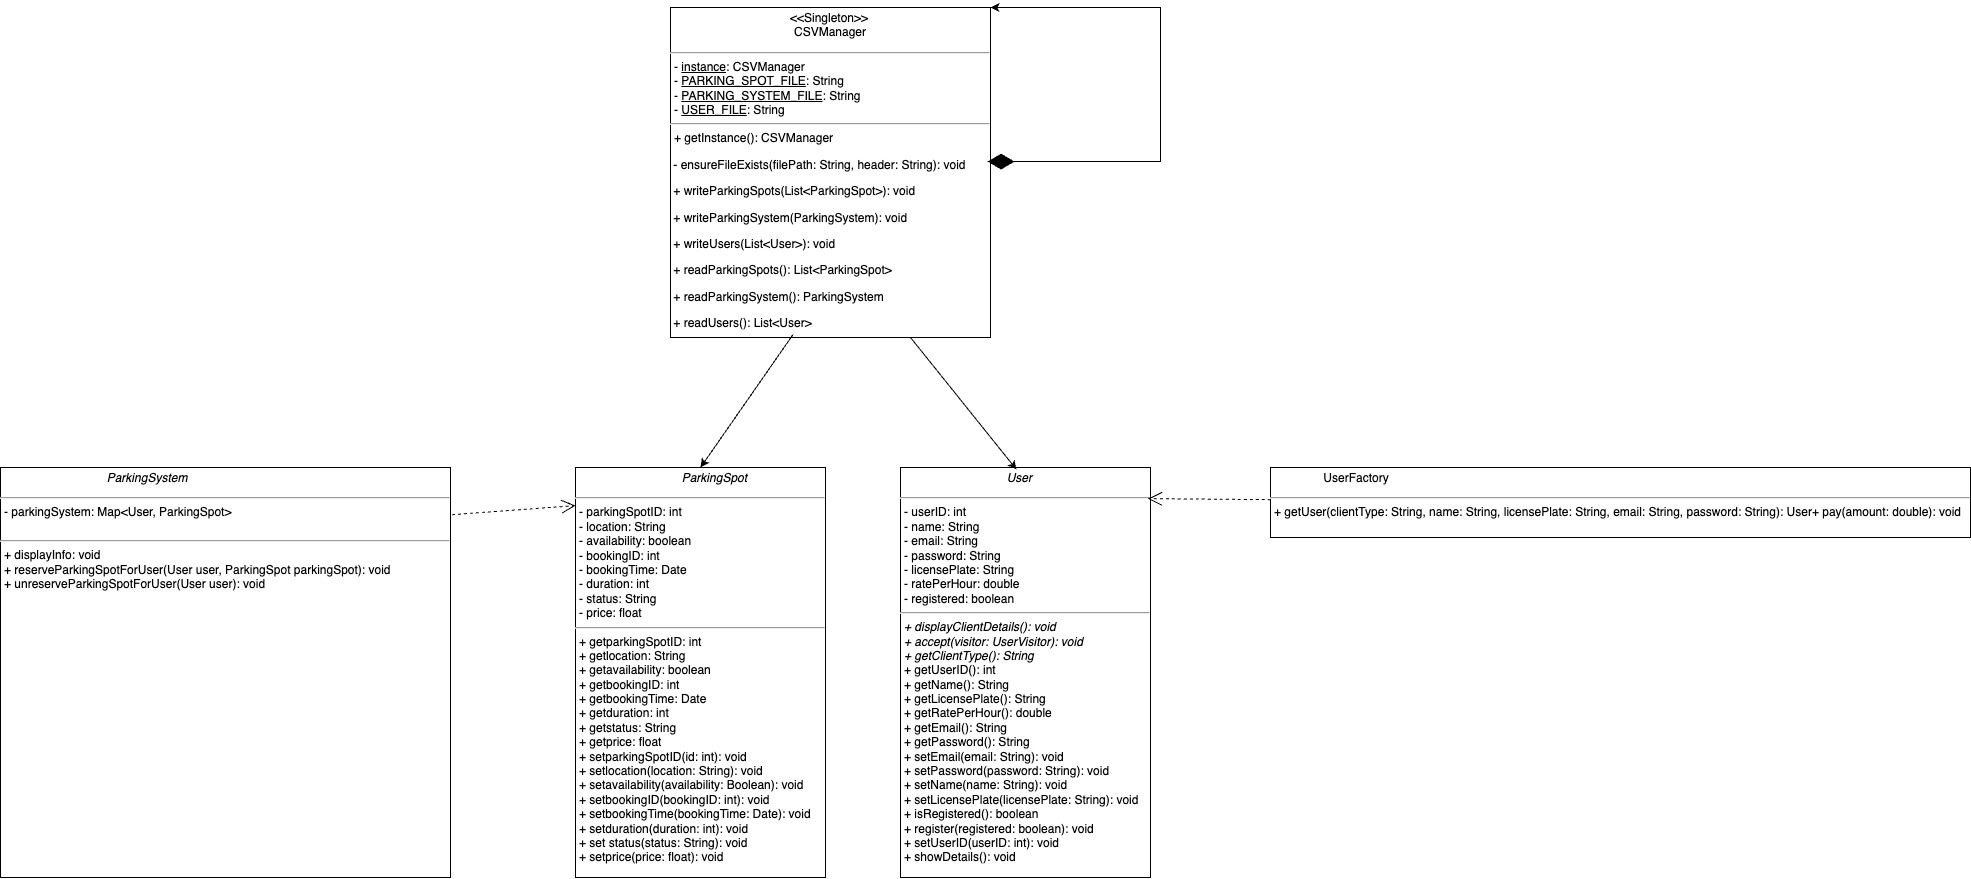 <<Singleton>>
CSVManager
- instance: CSVManager
- PARKING_SPOT_FILE: String
- PARKING_SYSTEM_FILE: String
- USER_FILE: String
+ getInstance(): CSVManager
- ensureFileExists(filePath: String, header: String): void
+ writeParkingSpots(List<ParkingSpot>): void
+ writeParkingSystem(ParkingSystem): void
+ writeUsers(List<User>): void
+ readParkingSpots(): List<ParkingSpot>
+ readParkingSystem(): ParkingSystem
+ readUsers(): List<User>
ParkingSystem
- parkingSystem: Map<User, ParkingSpot>
+ displayInfo: void
+ reserveParkingSpotForUser(User user, ParkingSpot parkingSpot): void
+ unreserveParkingSpotForUser(User user): void
ParkingSpot
- parkingSpotID: int
- location: String
- availability: boolean
- bookingID: int
- bookingTime: Date
- duration: int
- status: String
- price: float
+ getparkingSpotID: int
+ getlocation: String
+ getavailability: boolean
+ getbookingID: int
+ getbookingTime: Date
+ getduration: int
+ getstatus: String
+ getprice: float
+ setparkingSpotID(id: int): void
+ setlocation(location: String): void
+ setavailability(availability: Boolean): void
+ setbookingID(bookingID: int): void
+ setbookingTime(bookingTime: Date): void
+ setduration(duration: int): void
+ set status(status: String): void
+ setprice(price: float): void
User
- userID: int
- name: String
- email: String
- password: String
- licensePlate: String
- ratePerHour: double
- registered: boolean
+ displayClientDetails(): void
+ accept(visitor: UserVisitor): void
+ getClientType(): String
+ getUserID(): int
+ getName(): String
+ getLicensePlate(): String
+ getRatePerHour(): double
+ getEmail(): String
+ getPassword(): String
+ setEmail(email: String): void
+ setPassword(password: String): void
+ setName(name: String): void
+ setLicensePlate(licensePlate: String): void
+ isRegistered(): boolean
+ register(registered: boolean): void
+ setUserID(userID: int): void
+ showDetails(): void
UserFactory
+ getUser(clientType: String, name: String, licensePlate: String, email: String, password: String): User+ pay(amount: double): void